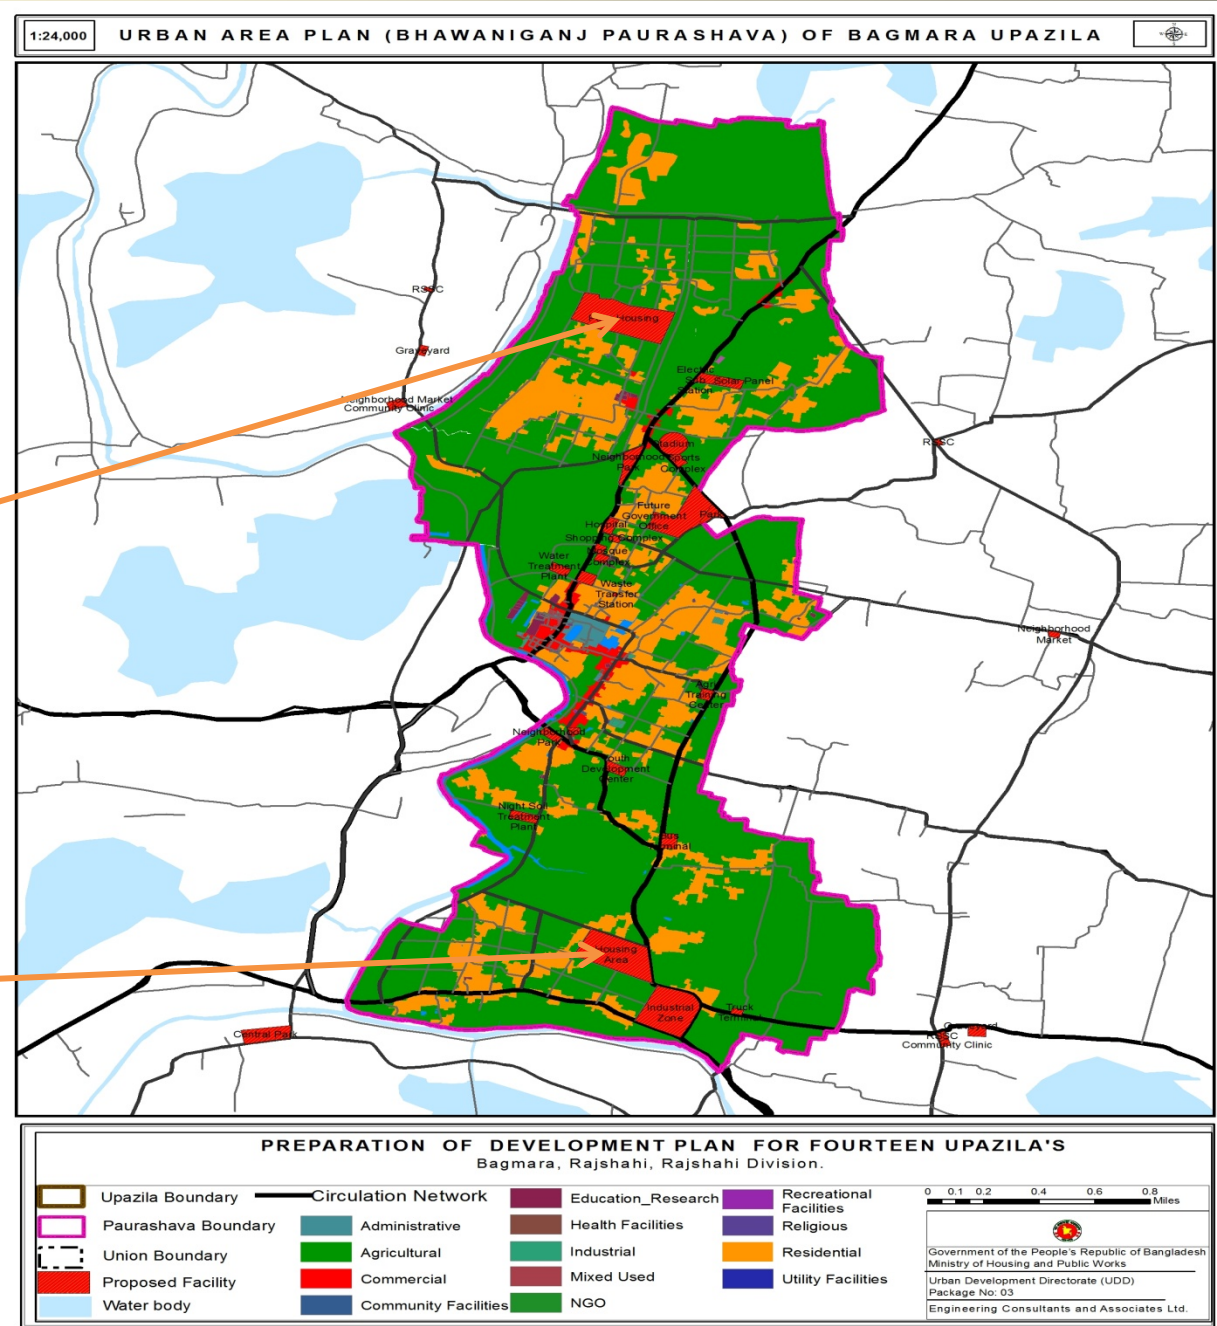 1:24,000
URBAN AREA PLAN (BHAWANIGANJ PAURASHAVA) OF BAGMARA UPAZILA
RSSC
Housing
Graveyard
Electric
Sub
Station
Solar Panel
Neighborhood Market
Community Clinic
RSSC
Stadium
Neighborhood
Park
Sports
Complex
Future
Government
Office
Park
Hospital
Shopping Complex
Mosque
Complex
Water
Treatment
Plant
Waste
Transfer
Station
Neighborhood
Market
Agri
Training
Center
Neighborhood
Park
Youth
Development
Center
Night Soil
Treatment
Plant
Bus
Terminal
Housing
Area
Industrial
Zone
Truck
Terminal
Central Park
Graveyard
RSSC
Community Clinic
PREPARATION OF DEVELOPMENT PLAN FOR FOURTEEN UPAZILA'S
Bagmara, Rajshahi, Rajshahi Division.
Upazila Boundary
Paurashava Boundary
Union Boundary
Proposed Facility
Water body
Circulation Network
Administrative
Agricultural
Commercial
Community Facilities
Education_Research
Health Facilities
Industrial
Mixed Used
NGO
Recreational
Facilities
Religious
Residential
Utility Facilities
0 0.1 0.2 0.4 0.6 0.8
Miles
Government of the People's Republic of Bangladesh
Ministry of Housing and Public Works
Urban Development Directorate (UDD)
Package No: 03
Engineering Consultants and Associates Ltd.